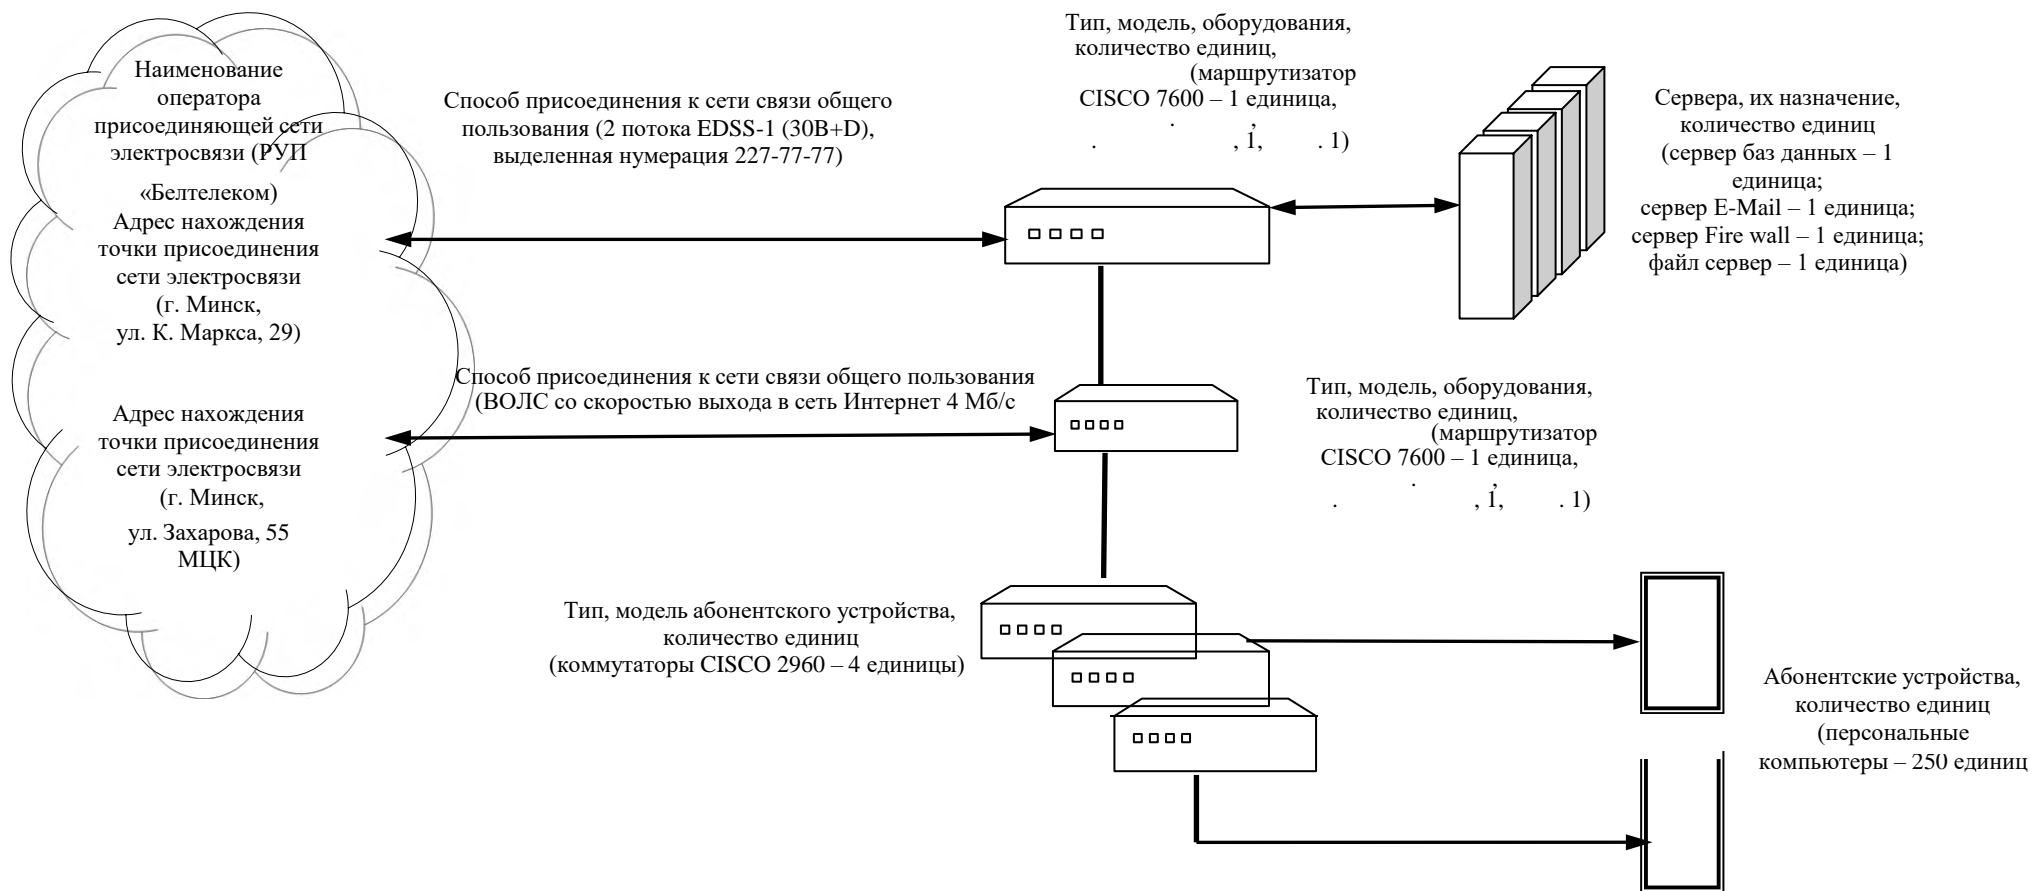 Наименование
оператора
присоединяющей сети
электросвязи (РУП
«Белтелеком)
Адрес нахождения
точки присоединения
сети электросвязи
(г. Минск,
ул. К. Маркса, 29)
Адрес нахождения
точки присоединения
сети электросвязи
(г. Минск,
ул. Захарова, 55
МЦК)
Способ присоединения к сети связи общего
пользования (2 потока EDSS-1 (30B+D),
выделенная нумерация 227-77-77)
Способ присоединения к сети связи общего пользования
(ВОЛС со скоростью выхода в сеть Интернет 4 Мб/с
Тип, модель, оборудования,
количество единиц,
(маршрутизатор
CISCO 7600 – 1 единица,
. ,
. , 1, . 1)
Сервера, их назначение,
количество единиц
(сервер баз данных – 1
единица;
сервер E-Mail – 1 единица;
сервер Fire wall – 1 единица;
файл сервер – 1 единица)
Тип, модель, оборудования,
количество единиц,
(маршрутизатор
CISCO 7600 – 1 единица,
. ,
. , 1, . 1)
Тип, модель абонентского устройства,
количество единиц
(коммутаторы CISCO 2960 – 4 единицы)
Абонентские устройства,
количество единиц
(персональные
компьютеры – 250 единиц